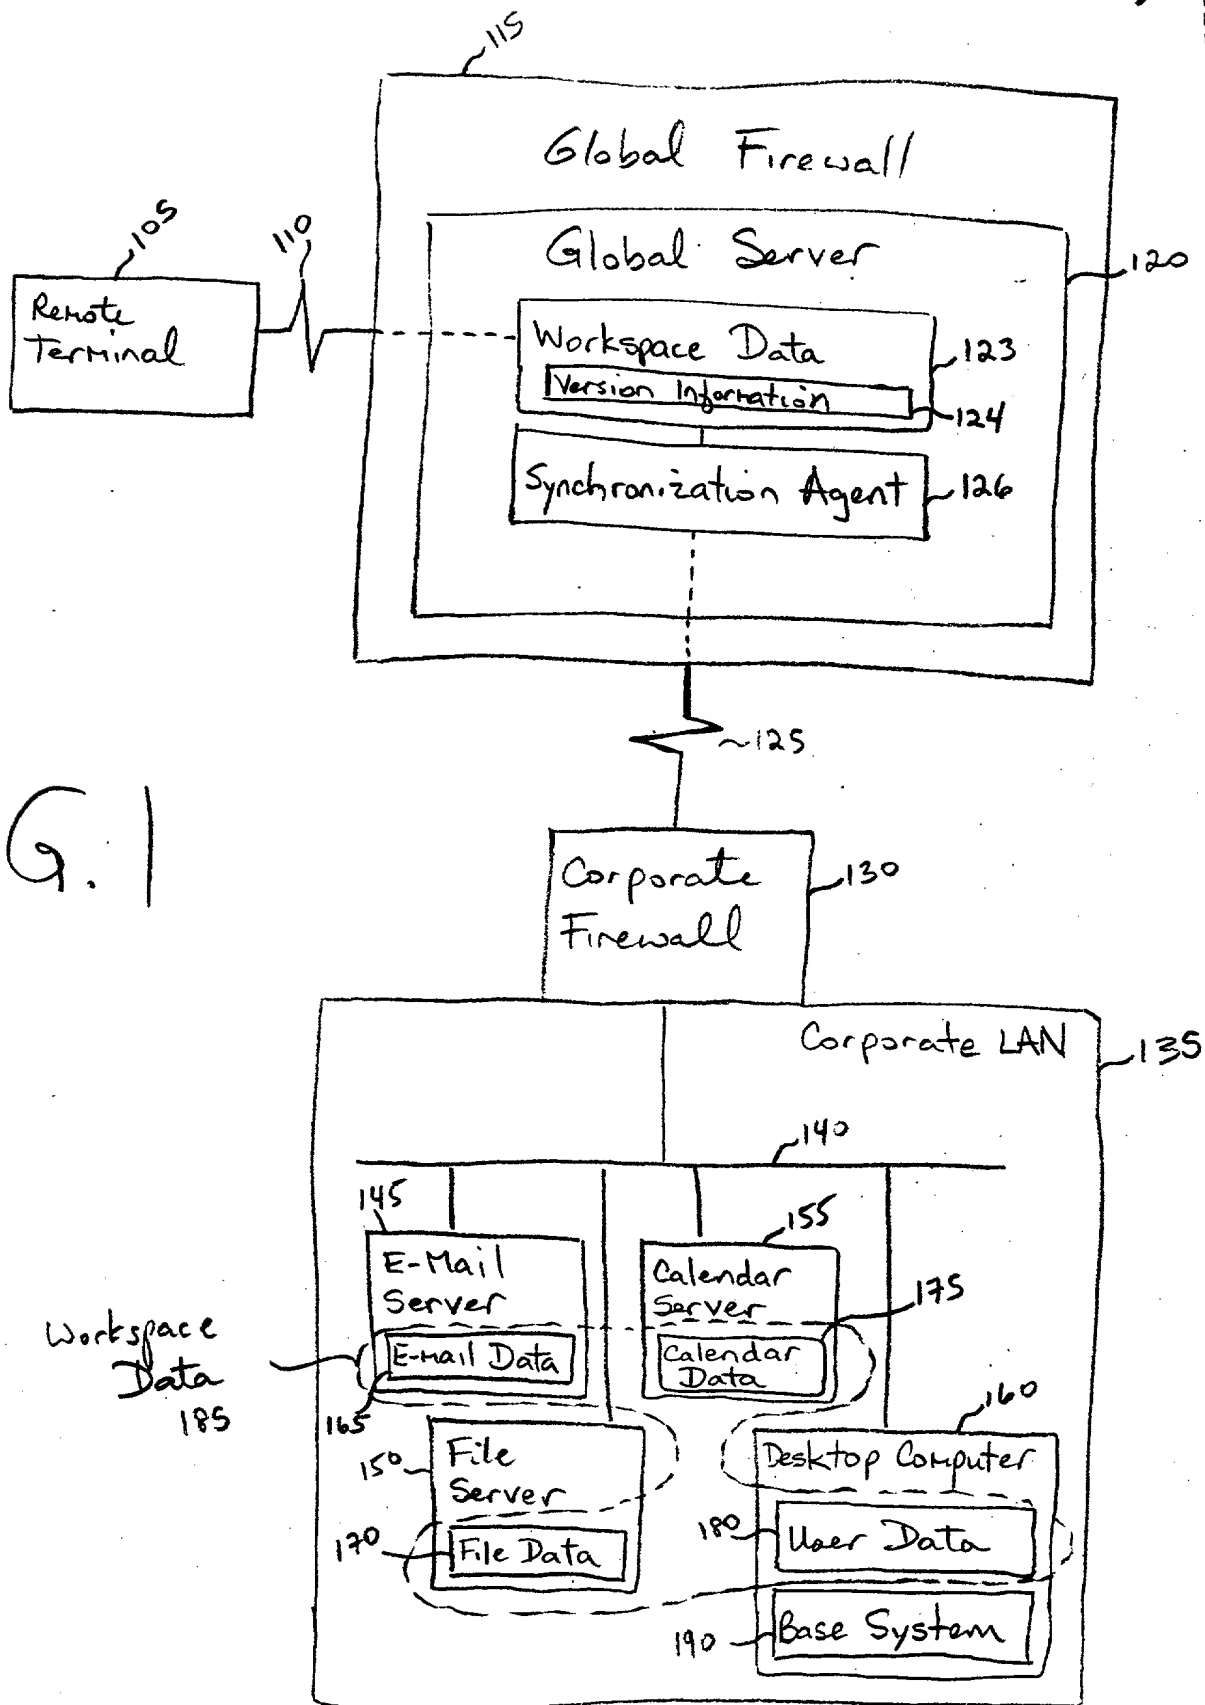 115
Global Firewall
105
110
Global Server
120
Remote
Terminal
Workspace Data
123
Version Information
124
Synchronization Agent
126
~125
G. 1
Corporate
Firewall
130
Corporate LAN
135
140
145
155
E-Mail
Server
Calendar
Server
175
Workspace
Data
185
E-Mail Data
Calendar
Data
165
160
150
File
Server
Desktop Computer
180
User Data
170
File Data
190
Base System